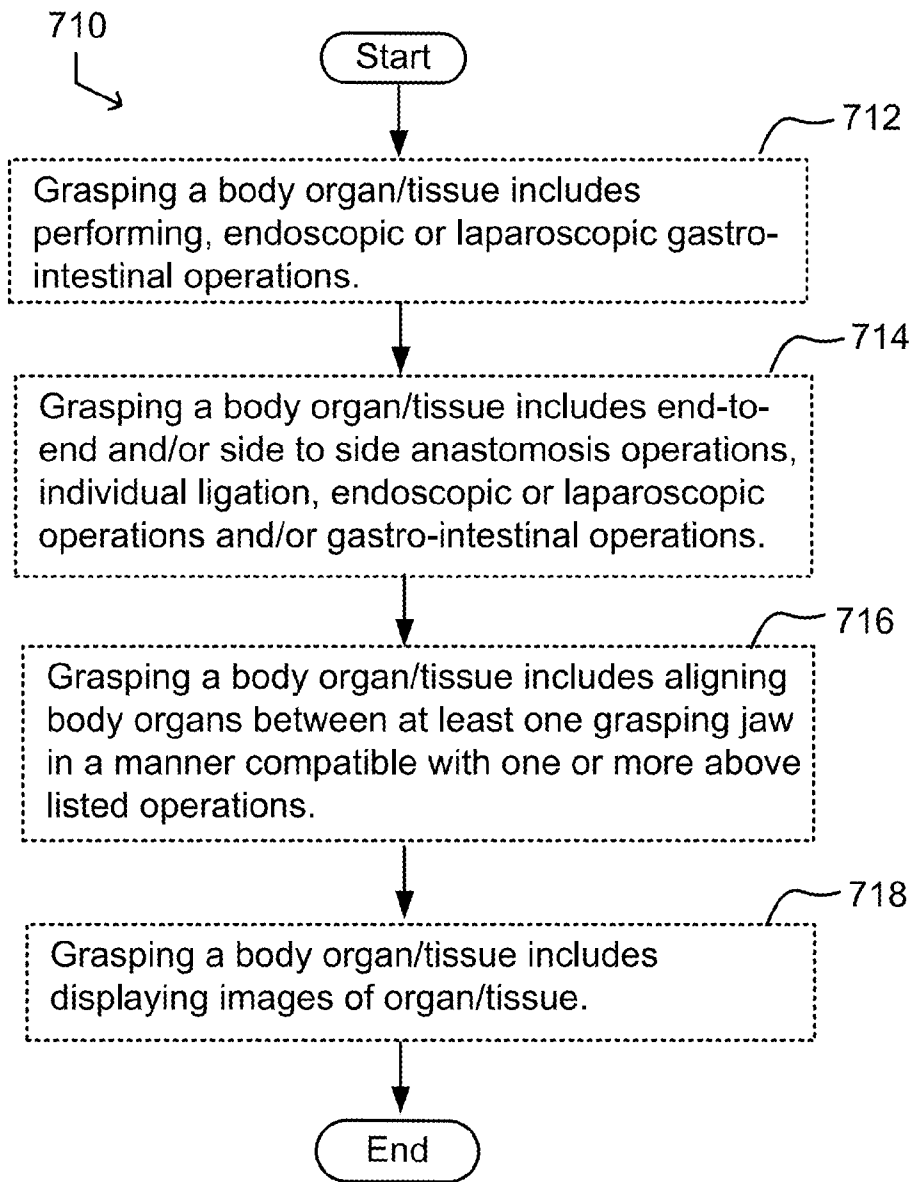 710
Start
712
Grasping a body organ/tissue includes
performing, endoscopic or laparoscopic gastro-
intestinal operations.
714
Grasping a body organ/tissue includes end-to-
end and/or side to side anastomosis operations,
individual ligation, endoscopic or laparoscopic
operations and/or gastro-intestinal operations.
716
Grasping a body organ/tissue includes aligning
body organs between at least one grasping jaw
in a manner compatible with one or more above
listed operations.
718
Grasping a body organ/tissue includes
displaying images of organ/tissue.
End